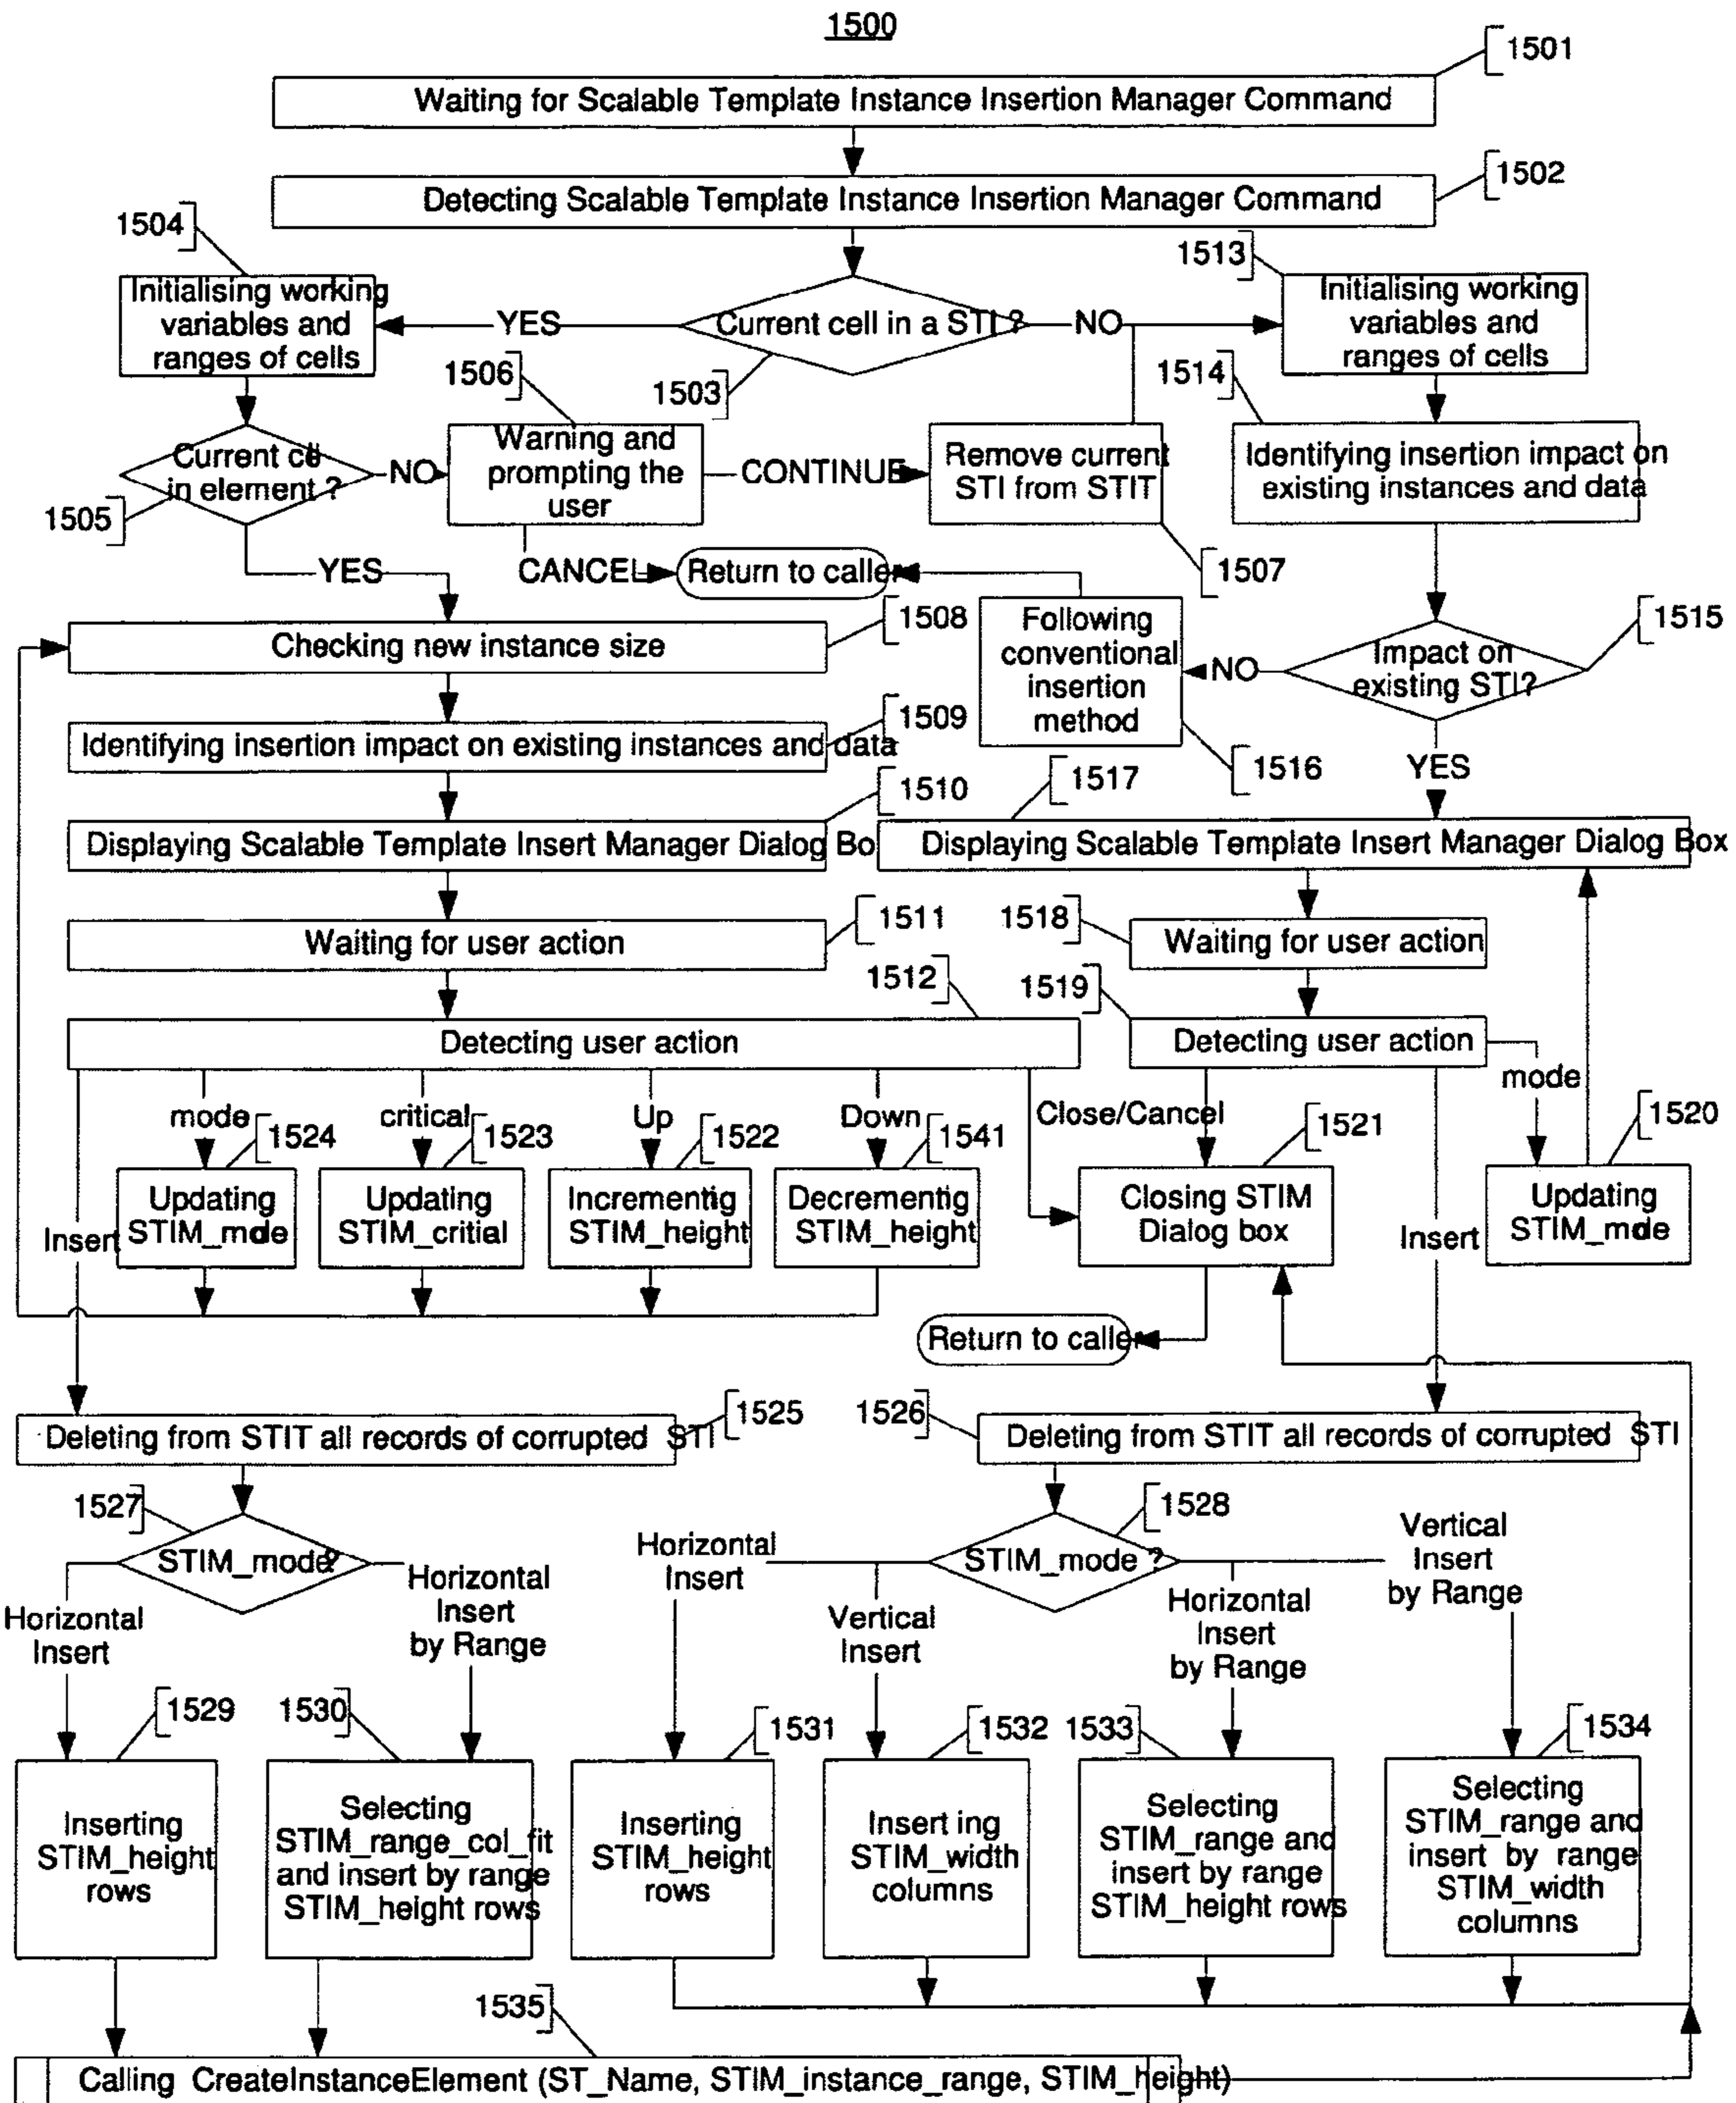 1500
1501
Waiting for Scalable Template Instance Insertion Manager Command
1502
Detecting Scalable Template Instance Insertion Manager Command
1504
1513
Initialising working
variables and
ranges of cells
YES
Current cell in a STI ?
NO
Initialising working
variables and
ranges of cells
1506
1503
1514
Current cell
in element ?
NO
Warning and
prompting the
user
CONTINUE
Remove current
STI from STIT
Identifying insertion impact on
existing instances and data
1505
YES
CANCEL
Return to caller
1507
1508
Checking new instance size
Following
conventional
insertion
method
NO
Impact on
existing STI?
1515
1509
Identifying insertion impact on existing instances and data
1516
YES
1510
1517
Displaying Scalable Template Insert Manager Dialog Bo
Displaying Scalable Template Insert Manager Dialog Box
1511
Waiting for user action
1518
Waiting for user action
1512
1519
Detecting user action
Detecting user action
mode
mode
critical
Up
Down
Close/Cancel
1524
1523
1522
1541
1521
1520
Insert
Updating
STIM_mde
Updating
STIM_critial
Incrementig
STIM_height
Decrementig
STIM_height
Closing STIM
Dialog box
Insert
Updating
STIM_mde
Return to caller
1525
Deleting from STIT all records of corrupted STI
1526
Deleting from STIT all records of corrupted STI
1527
STIM_mode?
Horizontal
Insert
Horizontal
Insert
by Range
1528
STIM_mode ?
Horizontal
Insert
Vertical
Insert
Horizontal
Insert
by Range
Vertical
Insert
by Range
1529
1530
1531
1532
1533
1534
Inserting
STIM_height
rows
Selecting
STIM_range_col_fit
and insert by range
STIM_height rows
Inserting
STIM_height
rows
Insert ing
STIM_width
columns
Selecting
STIM_range and
insert by range
STIM_height rows
Selecting
STIM_range and
insert by range
STIM_width
columns
1535
Calling CreateInstanceElement (ST_Name, STIM_instance_range, STIM_height)